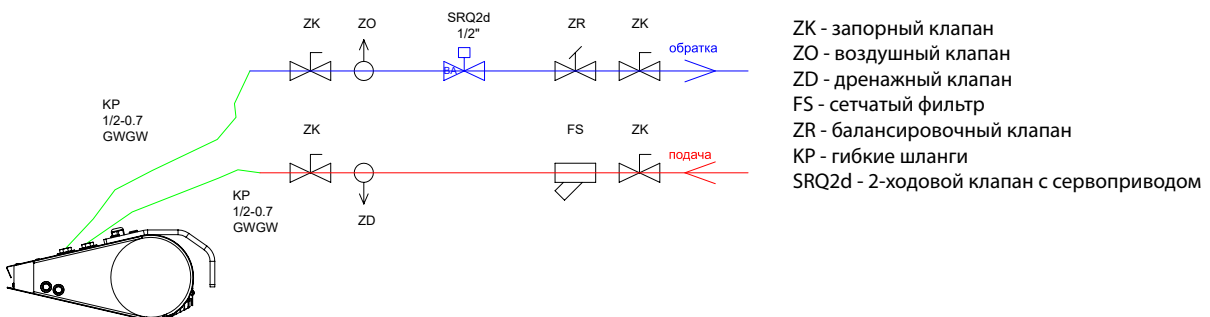 ZK
ZO
SRQ2d
1/2"
ZR
ZK
обратка
BA
KP
1/2-0.7
GWGW
ZK
FS
ZK
подача
KP
1/2-0.7
GWGW
ZD
ZK - запорный клапан
ZO - воздушный клапан
ZD - дренажный клапан
FS - сетчатый фильтр
ZR - балансировочный клапан
KP - гибкие шланги
SRQ2d - 2-ходовой клапан с сервоприводом